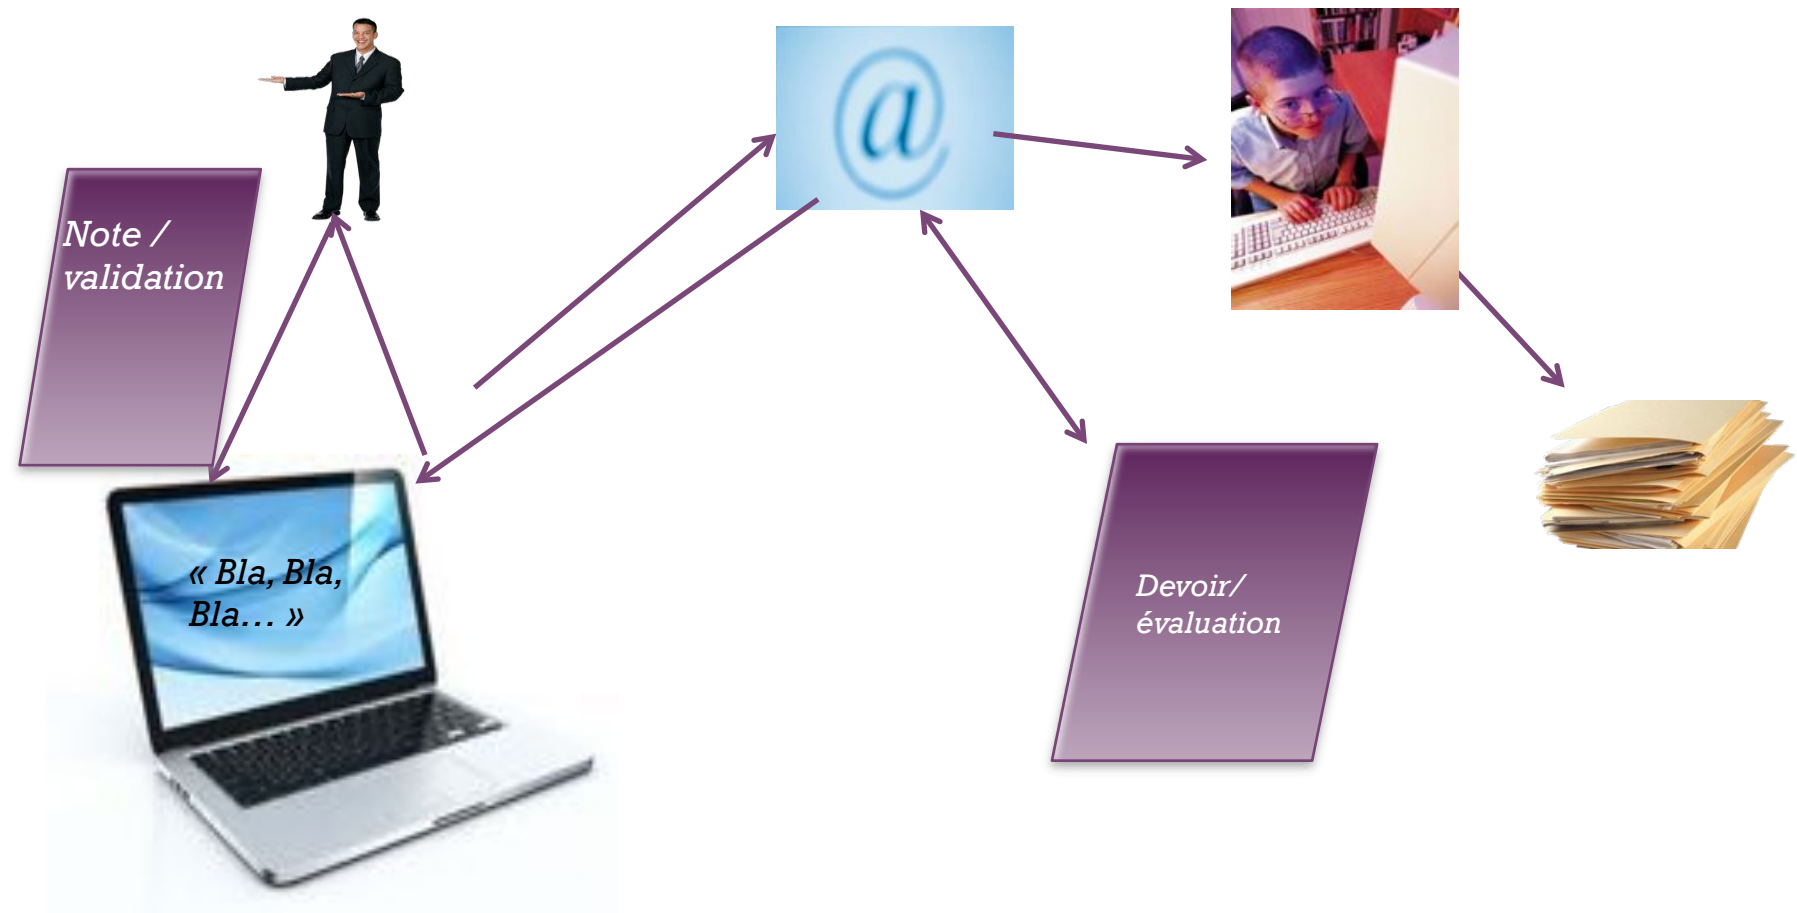 Note /
validation
@
« Bla, Bla,
Bla… »
Devoir/
évaluation